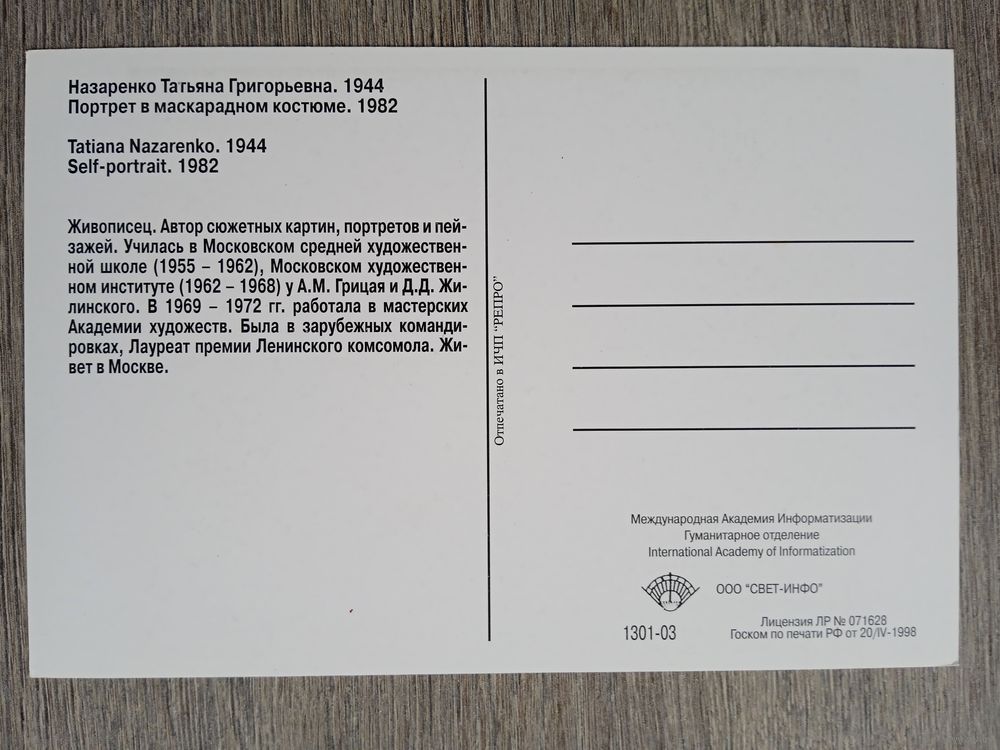 Назаренко Татьяна Григорьевна. 1944
Портрет в маскарадном костюме. 1982
Tatiana Nazarenko. 1944
Self-portrait. 1982
Живописец. Автор сюжетных картин, портретов и пей-
зажей. Училась в Московском средней художествен-
ной школе (1955 – 1962), Московском художествен-
ном институте (1962 – 1968) у А.М. Грицая и Д.Д. Жи-
линского. В 1969 – 1972 гг. работала в мастерских
Академии художеств. Была в зарубежных команди-
ровках, Лауреат премии Ленинского комсомола. Жи-
вет в Москве.
Отпечатано в ИЧП “РЕПРО”
Международная Академия Информатизации
Гуманитарное отделение
International Academy of Informatization
ООО “СВЕТ-ИНФО”
1301-03
Лицензия ЛР № 071628
Госком по печати РФ от 20/IV-1998